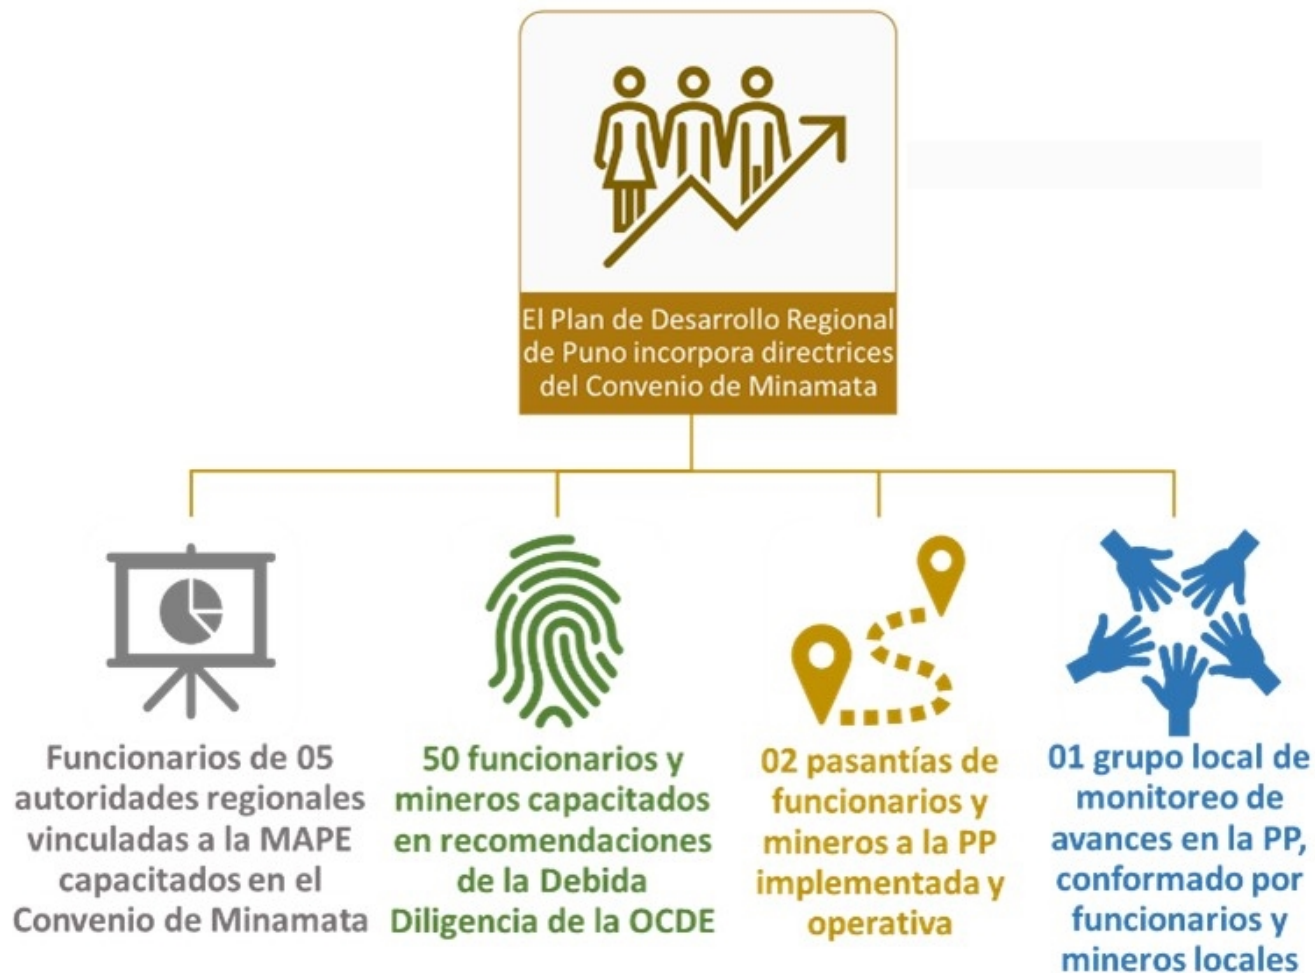 El Plan de Desarrollo Regional
de Puno incorpora directrices
del Convenio de Minamata
Funcionarios de 05
autoridades regionales
vinculadas a la MAPE
capacitados en el
Convenio de Minamata
50 funcionarios y
mineros capacitados
en recomendaciones
de la Debida
Diligencia de la OCDE
02 pasantías de
funcionarios y
mineros a la PP
implementada y
operativa
01 grupo local de
monitoreo de
avances en la PP,
conformado por
funcionarios y
mineros locales